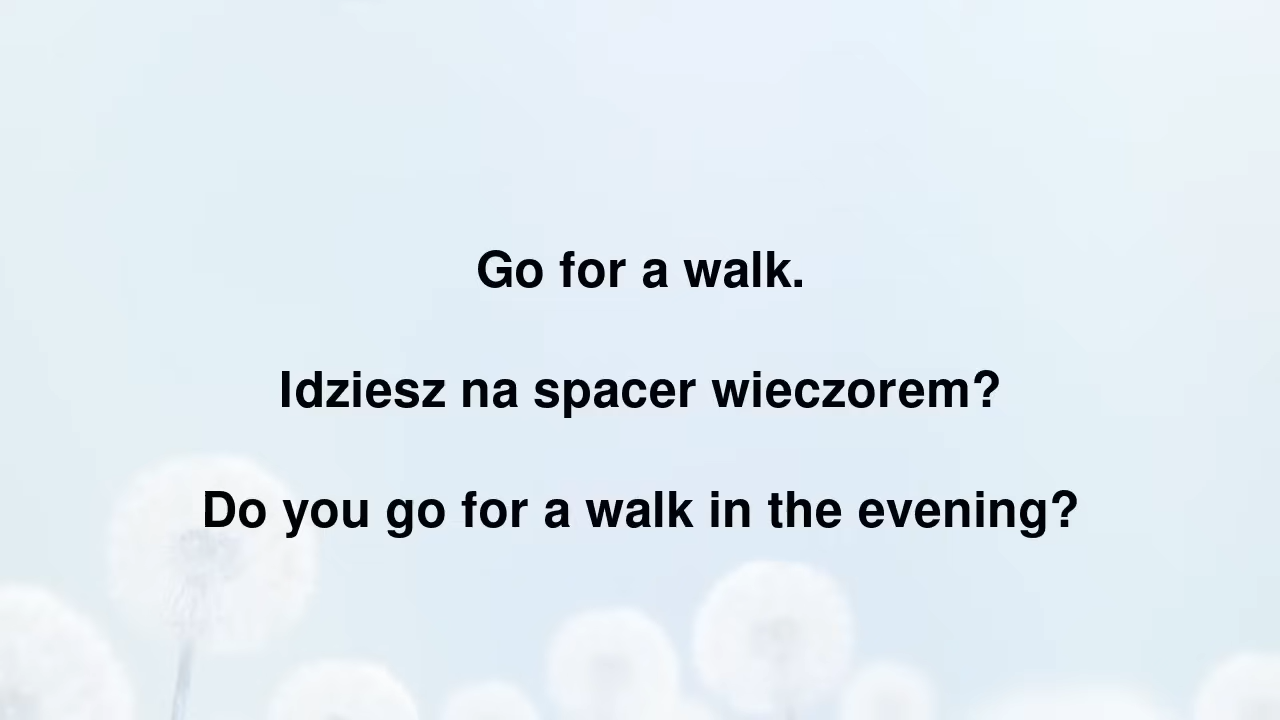 Go for a walk.
Idziesz na spacer wieczorem?
Do you go for a walk in the evening?